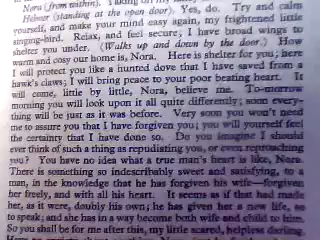 Nora (from within). Taking off my
Helmer (standing at the open door). Yes, do. Try and calm
yourself, and make your mind easy again, my frightened little
singing-bird. Relax, and feel secure, I have broad wings to
shelter you under. (Walks up and down by the door.) How
warm and cosy our home is, Nora. Here is shelter for you; here
I will protect you like a hunted dove that I have saved from a
hawk's claws; I will bring peace to your poor beating heart. It
will come, little by little, Nora, believe me. To-morrow
morning you will look upon it all quite differently; soon every-
thing will be just as it was before. Very soon you won't need
me to assure you that I have forgiven you; you will yourself feel
the certainty that I have done so. Do you imagine I should
ever think of such a thing as repudiating you, or even reproaching
you? You have no idea what a true man's heart is like, Nora.
There is something so indescribably sweet and satisfying, to a
man, in the knowledge that he has forgiven his wife—forgiven
her freely, and with all his heart. It seems as if that had made
her, as it were, doubly his own; he has given her a new life, so
to speak; and she has in a way become both wife and child to him.
So you shall be for me after this, my little scared, helpless darling.